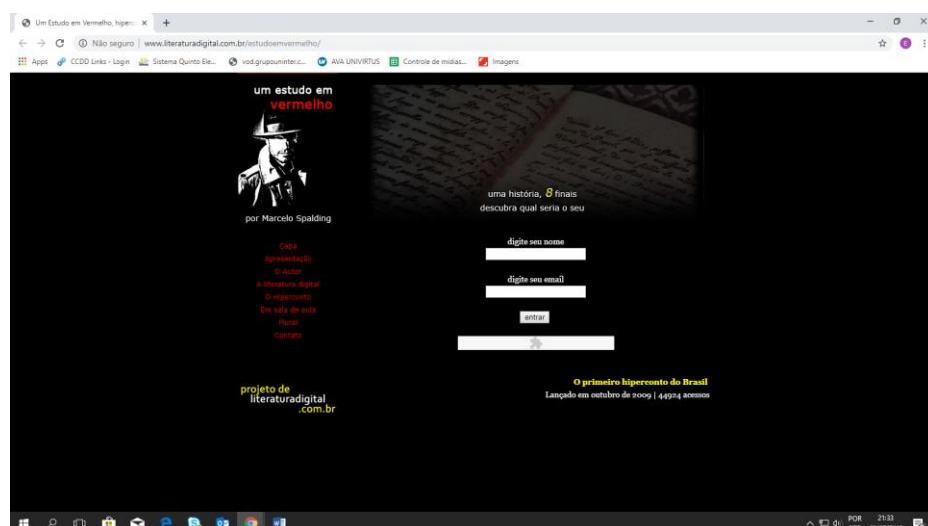 Um Estudo em Vermelho, hiperc
Não seguro | www.literaturadigital.com.br/estudoemvermelho/
E
Apps
CCDD Links - Login
Sistema Quinto Ele...
vod.grupouninter.c...
AVA UNIVIRTUS
Controle de mídias...
Imagens
um estudo em
vermelho
por Marcelo Spalding
Capa
Apresentação
O Autor
A literatura digital
O Hiperconto
Em sala de aula
Mural
Contato
projeto de
literaturadigital
.com.br
uma história, 8 finais
descubra qual seria o seu
digite seu nome
digite seu email
entrar
O primeiro hiperconto do Brasil
Lançado em outubro de 2009 | 44924 acessos
POR
21:33